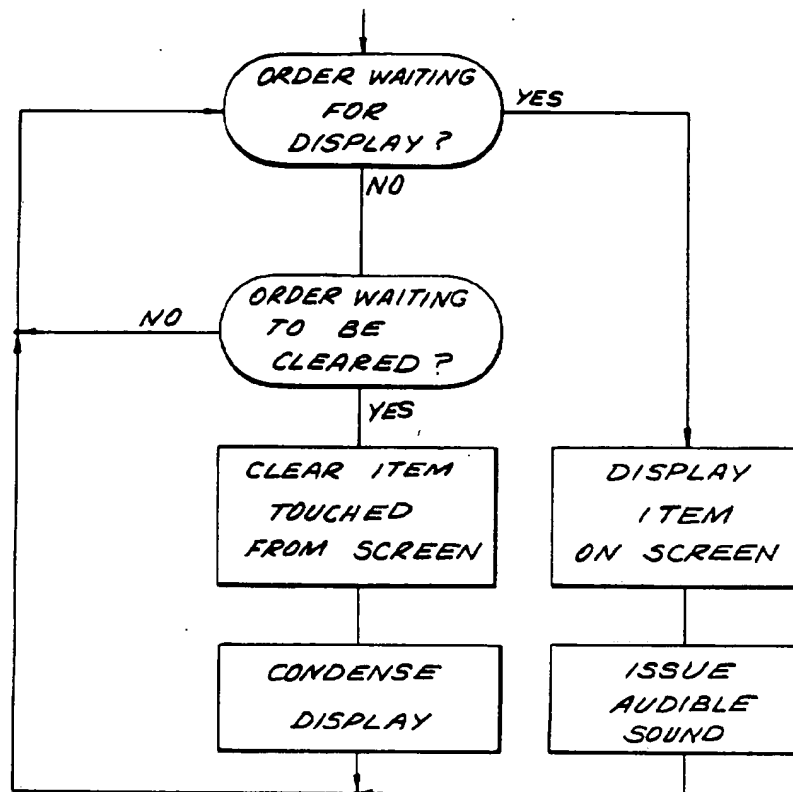 ORDER WAITING
FOR
DISPLAY?
YES
NO
ORDER WAITING
TO BE
CLEARED?
NO
YES
CLEAR ITEM
TOUCHED
FROM SCREEN
DISPLAY
ITEM
ON SCREEN
CONDENSE
DISPLAY
ISSUE
AUDIBLE
SOUND